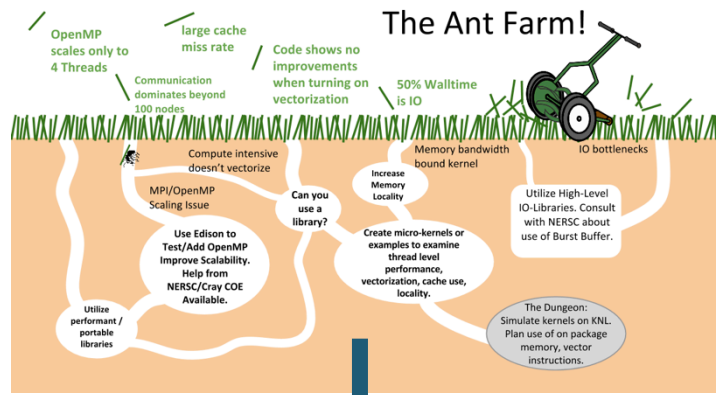 The Ant Farm!
OpenMP
scales only to
4 Threads
large cache
miss rate
Communication
dominates beyond
100 nodes
Code shows no
improvements
when turning on
vectorization
50% Walltime
is IO
Compute intensive
doesn't vectorize
Memory bandwidth
bound kernel
IO bottlenecks
MPI/OpenMP
Scaling Issue
Can you
use a
library?
Increase
Memory
Locality
Utilize High-Level
IO-Libraries. Consult
with NERSC about
use of Burst Buffer.
Use Edison to
Test/Add OpenMP
Improve Scalability.
Help from
NERSC/Cray COE
Available.
Create micro-kernels or
examples to examine
thread level
performance,
vectorization, cache use,
locality.
Utilize
performant /
portable
libraries
The Dungeon:
Simulate kernels on KNL.
Plan use of on package
memory, vector
instructions.